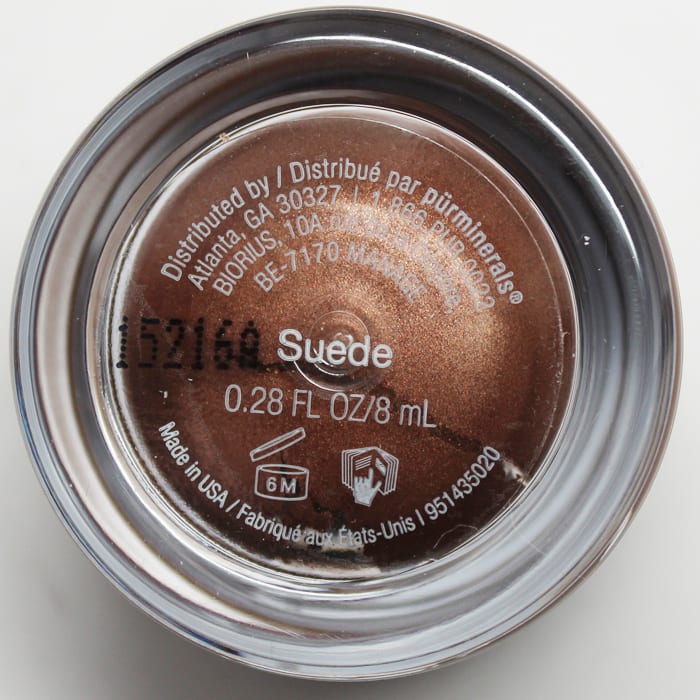 Distributed by / Distribué par pürminerals®
Atlanta, GA 30327 | 1 866 PUR 0022
BIORIUS, 10A
BE-7170 MANAGE
Suede
0.28 FL OZ/8 mL
6M
Made in USA / Fabriqué aux États-Unis | 951435020